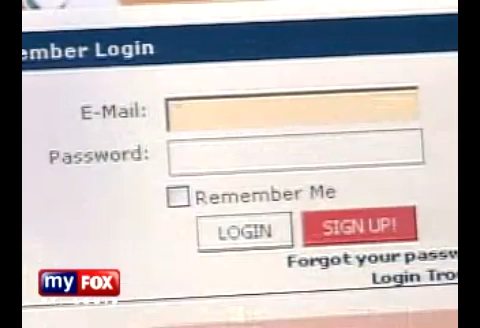 ember Login
E-Mail:
Password:
Remember Me
LOGIN SIGN UP!
Forgot your passw
Login Tro
my FOX